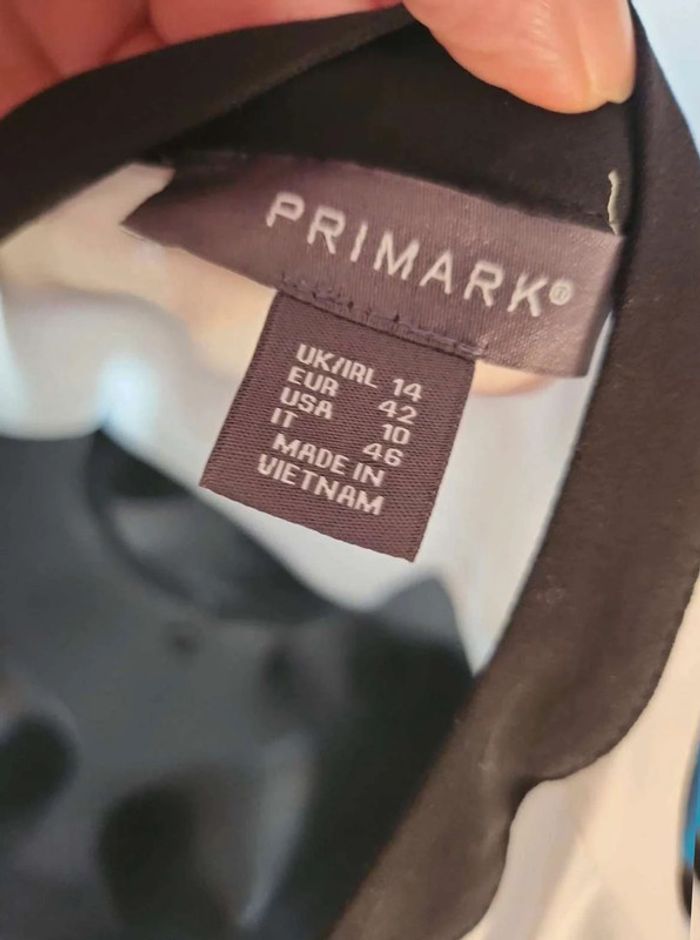 PRIMARK®
UK/IRL 14
EUR 42
USA 10
IT 46
MADE IN
VIETNAM